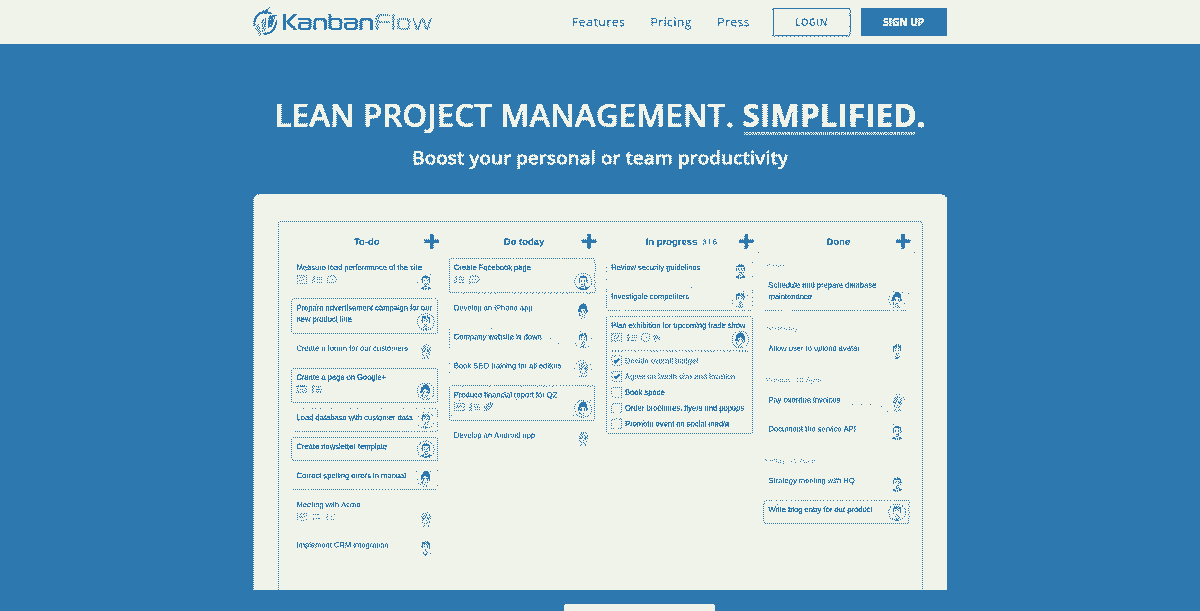 KanbanFlow
Features Pricing Press LOGIN SIGN UP
LEAN PROJECT MANAGEMENT. SIMPLIFIED.
Boost your personal or team productivity
To-do
Measure load performance of the site
Prepare advertisement campaign for our
new product line
Create a forum for our customers
Create a page on Google+
Load database with customer data
Create newsletter template
Correct spelling errors in manual
Meeting with Acme
Implement CRM integration
Do today
Create Facebook page
Develop an iPhone app
Company website is down
Book SEO training for all editors
Produce financial report for Q2
Develop an Android app
In progress
Review security guidelines
Investigate competitors
Plan exhibition for upcoming trade show
Decide overall budget
Agree on booth size and location
Book space
Order brochures, flyers and popups
Promote event on social media
Done
Schedule and prepare database
maintenance
Allow user to upload avatar
Pay overdue invoices
Document the service API
Strategy meeting with HQ
Write blog entry for our product